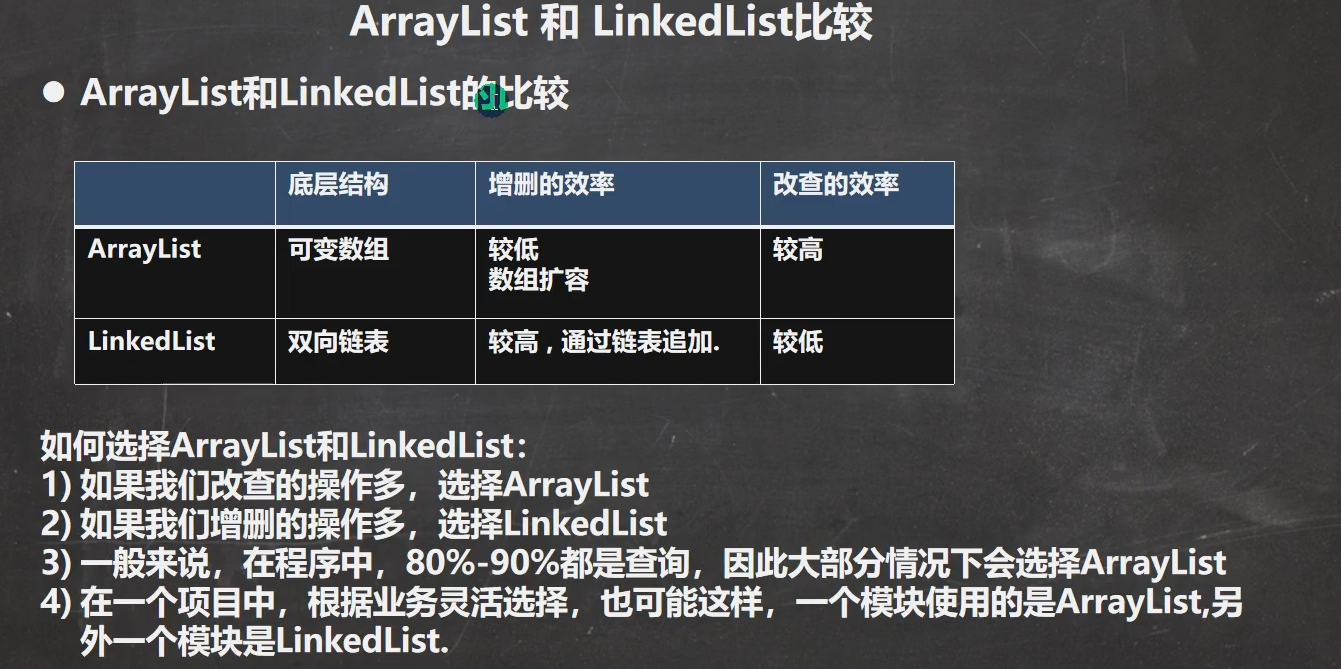 ArrayList 和 LinkedList比较
● ArrayList和LinkedList的比较
底层结构 增删的效率 改查的效率
ArrayList 可变数组 较低 较高
数组扩容
LinkedList 双向链表 较高 , 通过链表追加. 较低
如何选择ArrayList和LinkedList:
1) 如果我们改查的操作多，选择ArrayList
2) 如果我们增删的操作多，选择LinkedList
3) 一般来说，在程序中，80%-90%都是查询，因此大部分情况下会选择ArrayList
4) 在一个项目中，根据业务灵活选择，也可能这样，一个模块使用的是ArrayList,另
外一个模块是LinkedList.